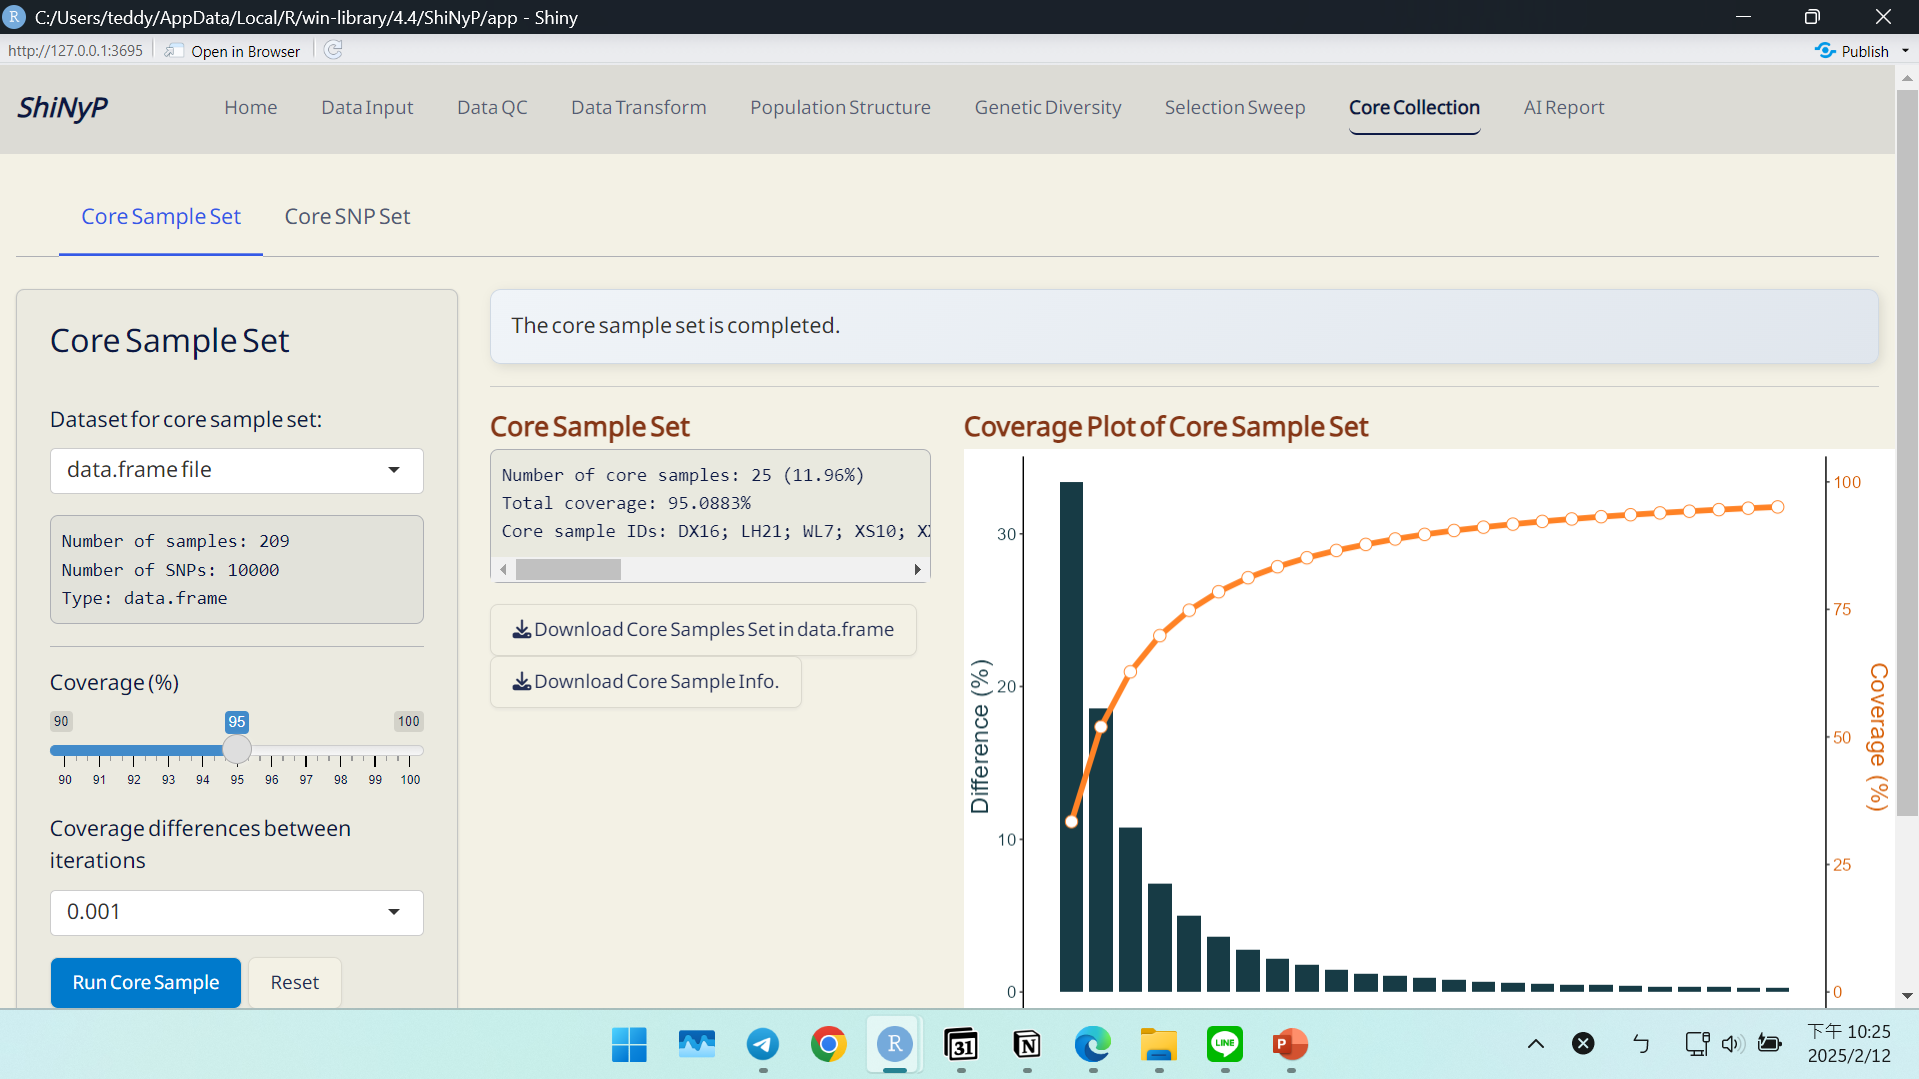 C:/Users/teddy/AppData/Local/R/win-library/4.4/ShiNyP/app - Shiny
http://127.0.0.1:3695 Open in Browser Publish
ShiNyP Home Data Input Data QC Data Transform Population Structure Genetic Diversity Selection Sweep Core Collection AI Report
Core Sample Set Core SNP Set
Core Sample Set
Dataset for core sample set:
data.frame file
Number of samples: 209
Number of SNPs: 10000
Type: data.frame
Coverage (%)
90 95 100
90 91 92 93 94 95 96 97 98 99 100
Coverage differences between
iterations
0.001
Run Core Sample Reset
The core sample set is completed.
Core Sample Set
Number of core samples: 25 (11.96%)
Total coverage: 95.0883%
Core sample IDs: DX16; LH21; WL7; XS10;
Download Core Samples Set in data.frame
Download Core Sample Info.
Coverage Plot of Core Sample Set
Difference (%)
30
20
10
0
100
75
50
25
0
Coverage (%)
R
31
N
LINE
P
ㄅ
下午 10:25
2025/2/12